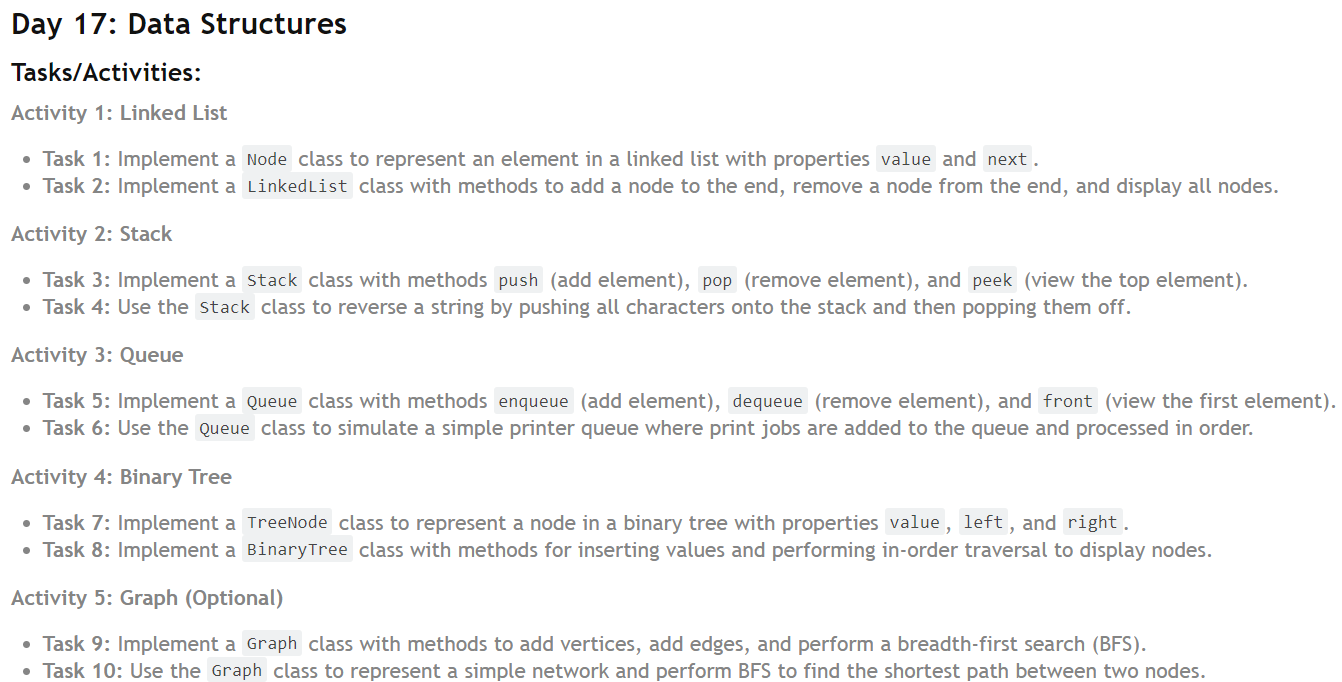 Day 17: Data Structures
Tasks/Activities:
Activity 1: Linked List
• Task 1: Implement a Node class to represent an element in a linked list with properties value and next.
• Task 2: Implement a LinkedList class with methods to add a node to the end, remove a node from the end, and display all nodes.
Activity 2: Stack
• Task 3: Implement a Stack class with methods push (add element), pop (remove element), and peek (view the top element).
• Task 4: Use the Stack class to reverse a string by pushing all characters onto the stack and then popping them off.
Activity 3: Queue
• Task 5: Implement a Queue class with methods enqueue (add element), dequeue (remove element), and front (view the first element).
• Task 6: Use the Queue class to simulate a simple printer queue where print jobs are added to the queue and processed in order.
Activity 4: Binary Tree
• Task 7: Implement a TreeNode class to represent a node in a binary tree with properties value, left, and right.
• Task 8: Implement a BinaryTree class with methods for inserting values and performing in-order traversal to display nodes.
Activity 5: Graph (Optional)
• Task 9: Implement a Graph class with methods to add vertices, add edges, and perform a breadth-first search (BFS).
• Task 10: Use the Graph class to represent a simple network and perform BFS to find the shortest path between two nodes.